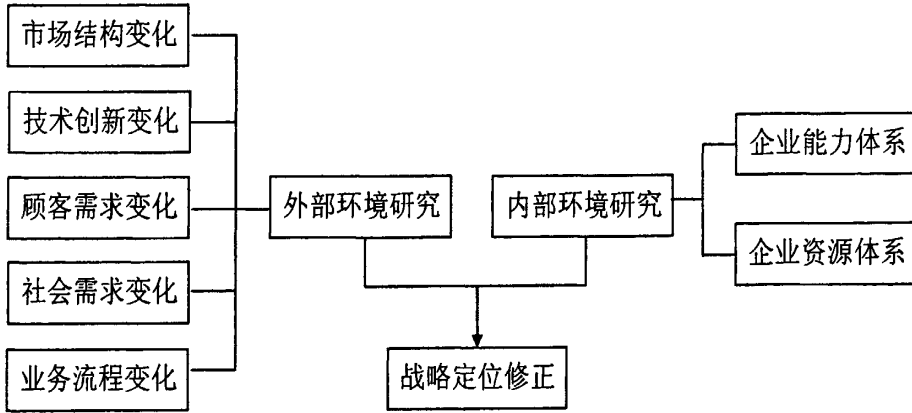 市场结构变化
技术创新变化
顾客需求变化
社会需求变化
业务流程变化
外部环境研究
内部环境研究
企业能力体系
企业资源体系
战略定位修正